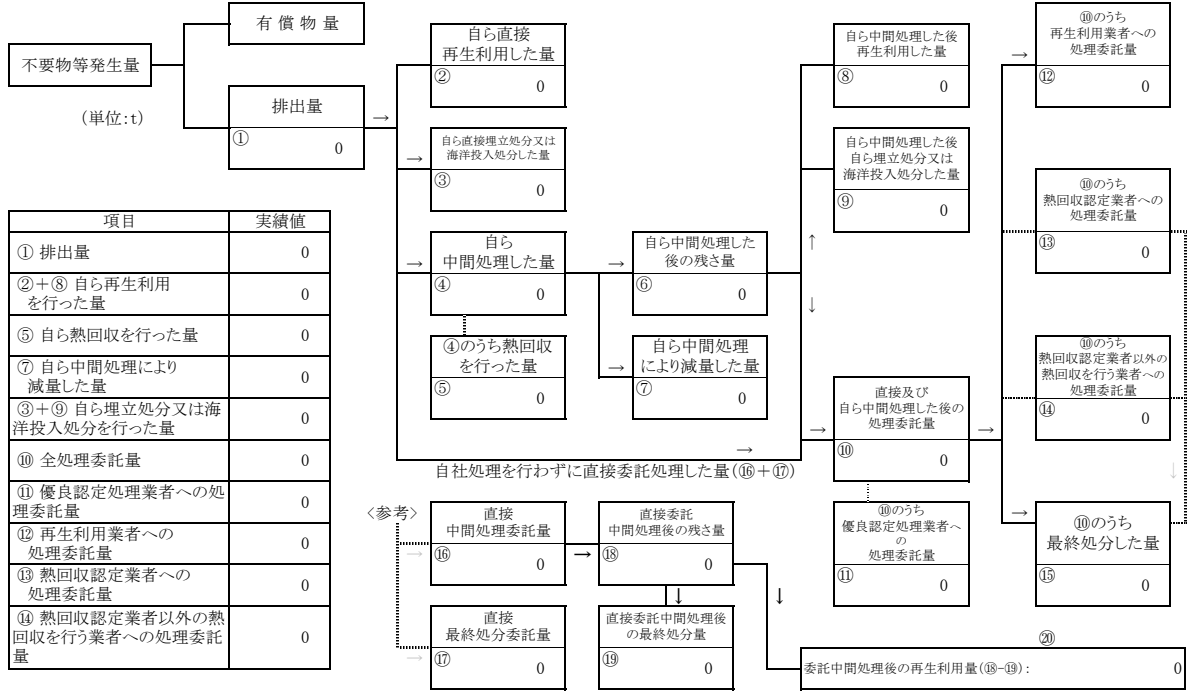 有 償 物 量
不要物等発生量
(単位:t)
排出量
①
0
→
自ら直接
再生利用した量
②
0
→
自ら直接埋立処分又は
海洋投入処分した量
③
0
→
自ら
中間処理した量
④
0
④のうち熱回収
を行った量
⑤
0
→
自ら中間処理した
後の残さ量
⑥
0
→
自ら中間処理
により減量した量
⑦
0
自ら中間処理した後
再生利用した量
⑧
0
自ら中間処理した後
自ら埋立処分又は
海洋投入処分した量
⑨
0
↑
↓
→
自社処理を行わずに直接委託処理した量(⑯+⑰)
→
直接及び
自ら中間処理した後の
処理委託量
⑩
0
→
⑩のうち
優良認定処理業者へ
の
処理委託量
⑪
0
→
⑩のうち
再生利用業者への
処理委託量
⑫
0
⑩のうち
熱回収認定業者への
処理委託量
⑬
0
⑩のうち
熱回収認定業者以外の
熱回収を行う業者への
処理委託量
⑭
0
↓
→
⑩のうち
最終処分した量
⑮
0
項目 実績値
① 排出量 0
②+⑧ 自ら再生利用
を行った量 0
⑤ 自ら熱回収を行った量 0
⑦ 自ら中間処理により
減量した量 0
③+⑨ 自ら埋立処分又は海
洋投入処分を行った量 0
⑩ 全処理委託量 0
⑪ 優良認定処理業者への処
理委託量 0
⑫ 再生利用業者への
処理委託量 0
⑬ 熱回収認定業者への
処理委託量 0
⑭ 熱回収認定業者以外の熱
回収を行う業者への処理委託
量 0
〈参考〉
→
直接
中間処理委託量
⑯
0
→
直接委託
中間処理後の残さ量
⑱
0
→
直接
最終処分委託量
⑰
0
↓
直接委託中間処理後
の最終処分量
⑲
0
↓
⑳
委託中間処理後の再生利用量(⑱-⑲): 0